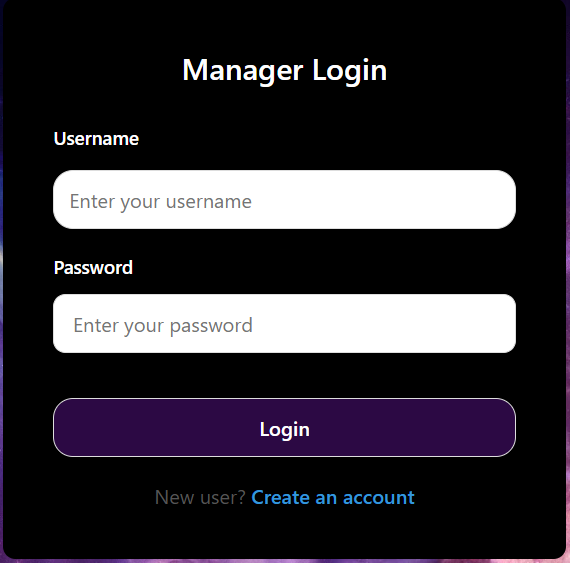 Manager Login
Username
Enter your username
Password
Enter your password
Login
New user? Create an account